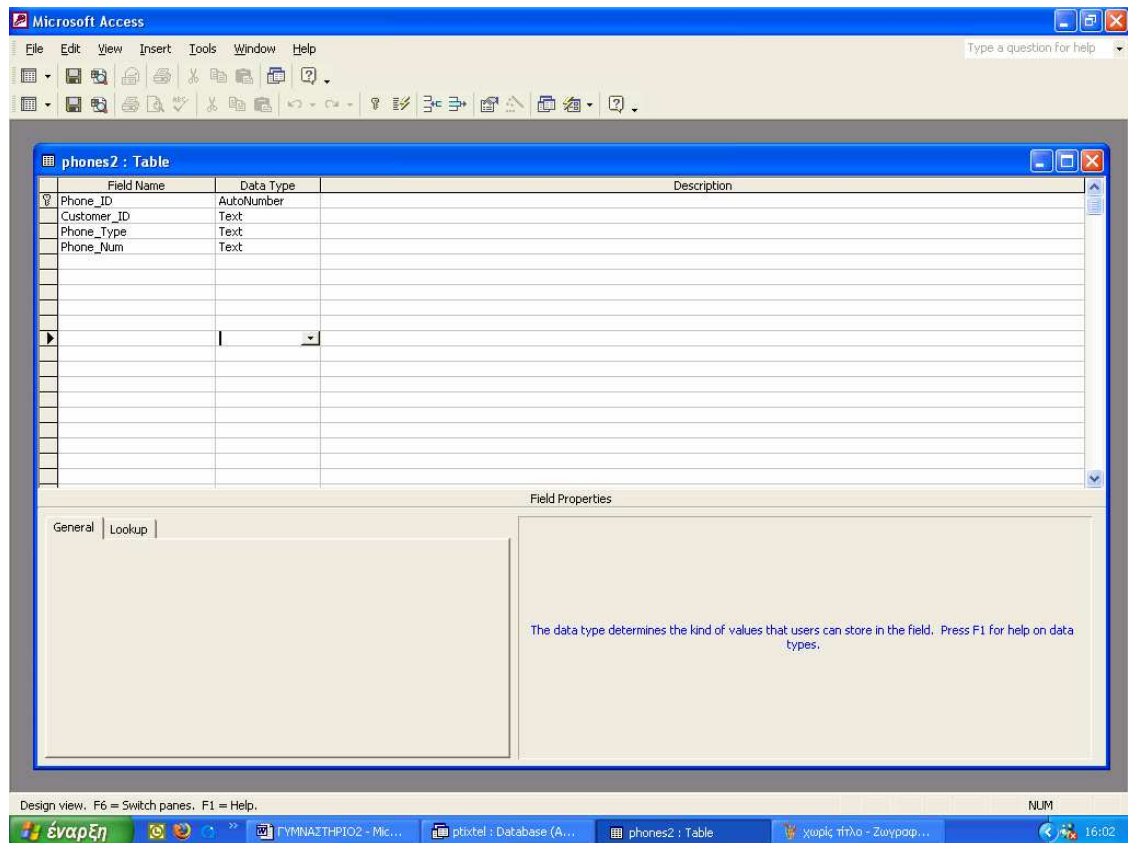 Microsoft Access
File Edit View Insert Tools Window Help
Type a question for help
phones2 : Table
Field Name Data Type Description
Phone_ID AutoNumber
Customer_ID Text
Phone_Type Text
Phone_Num Text
Field Properties
General Lookup
The data type determines the kind of values that users can store in the field. Press F1 for help on data
types.
Design view. F6 = Switch panes. F1 = Help.
NUM
έναρξη ΓΥΜΝΑΣΤΗΡΙΟ2 - Mic... ptixtel : Database (A... phones2 : Table χωρίς τίτλο - Ζωγραφ... 16:02